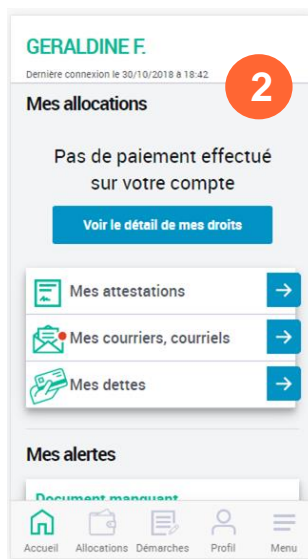 GERALDINE F.
Dernière connexion le 30/10/2018 à 18:42
2
Mes allocations
Pas de paiement effectué
sur votre compte
Voir le détail de mes droits
Mes attestations
Mes courriers, courriels
Mes dettes
Mes alertes
Document manquant
Accueil Allocations Démarches Profil Menu